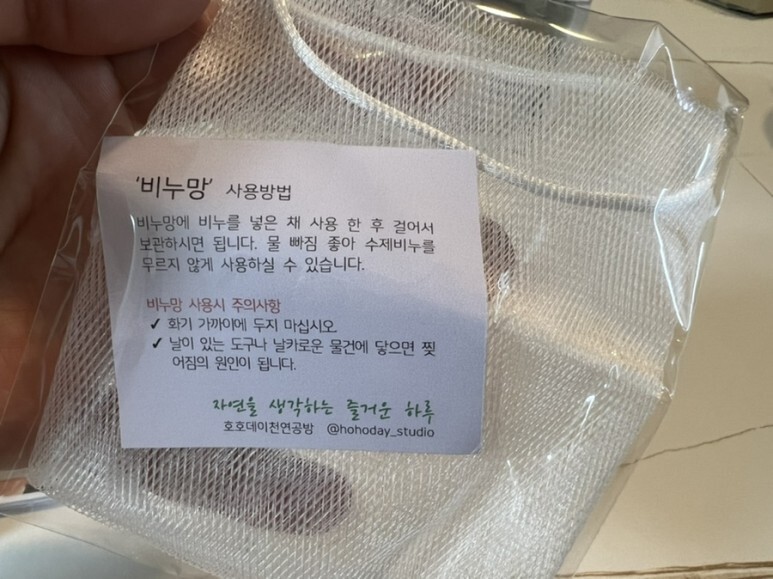 '비누망' 사용방법
비누망에 비누를 넣은 채 사용 한 후 걸어서
보관하시면 됩니다. 물 빠짐 좋아 수제비누를
무르지 않게 사용하실 수 있습니다.
비누망 사용시 주의사항
✓ 화기 가까이에 두지 마십시오.
✓ 날이 있는 도구나 날카로운 물건에 닿으면 찢
어짐의 원인이 됩니다.
자연을 생각하는 즐거운 하루
호호데이천연공방 @hohoday_studio